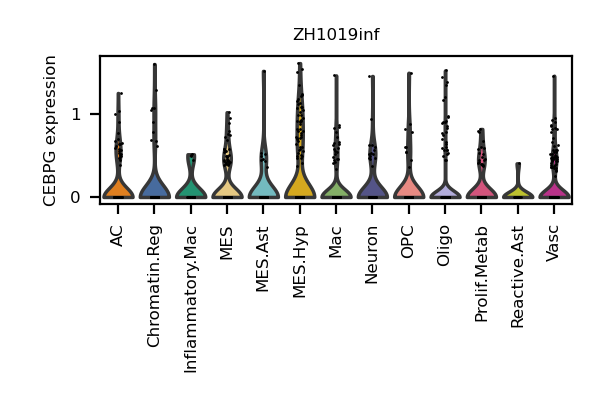 ZH1019inf
CEBPG expression
1
0
AC
Chromatin.Reg
Inflammatory.Mac
MES
MES.Ast
MES.Hyp
Mac
Neuron
OPC
Oligo
Prolif.Metab
Reactive.Ast
Vasc